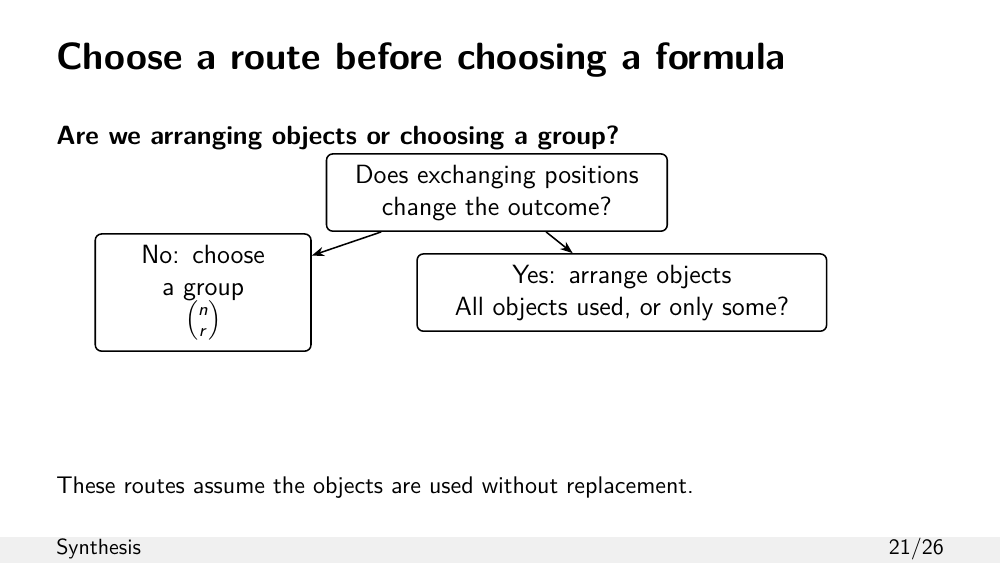 Choose a route before choosing a formula
Are we arranging objects or choosing a group?
Does exchanging positions
change the outcome?
No: choose
a group
(n
r)
Yes: arrange objects
All objects used, or only some?
These routes assume the objects are used without replacement.
Synthesis
21/26